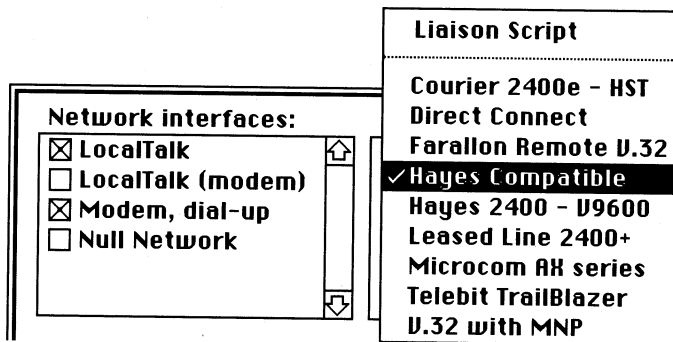 Network interfaces:
LocalTalk
LocalTalk (modem)
Modem, dial-up
Null Network
Liaison Script
Courier 2400e - HST
Direct Connect
Farallon Remote V.32
✓Hayes Compatible
Hayes 2400 - V9600
Leased Line 2400+
Microcom AX series
Telebit TrailBlazer
V.32 with MNP